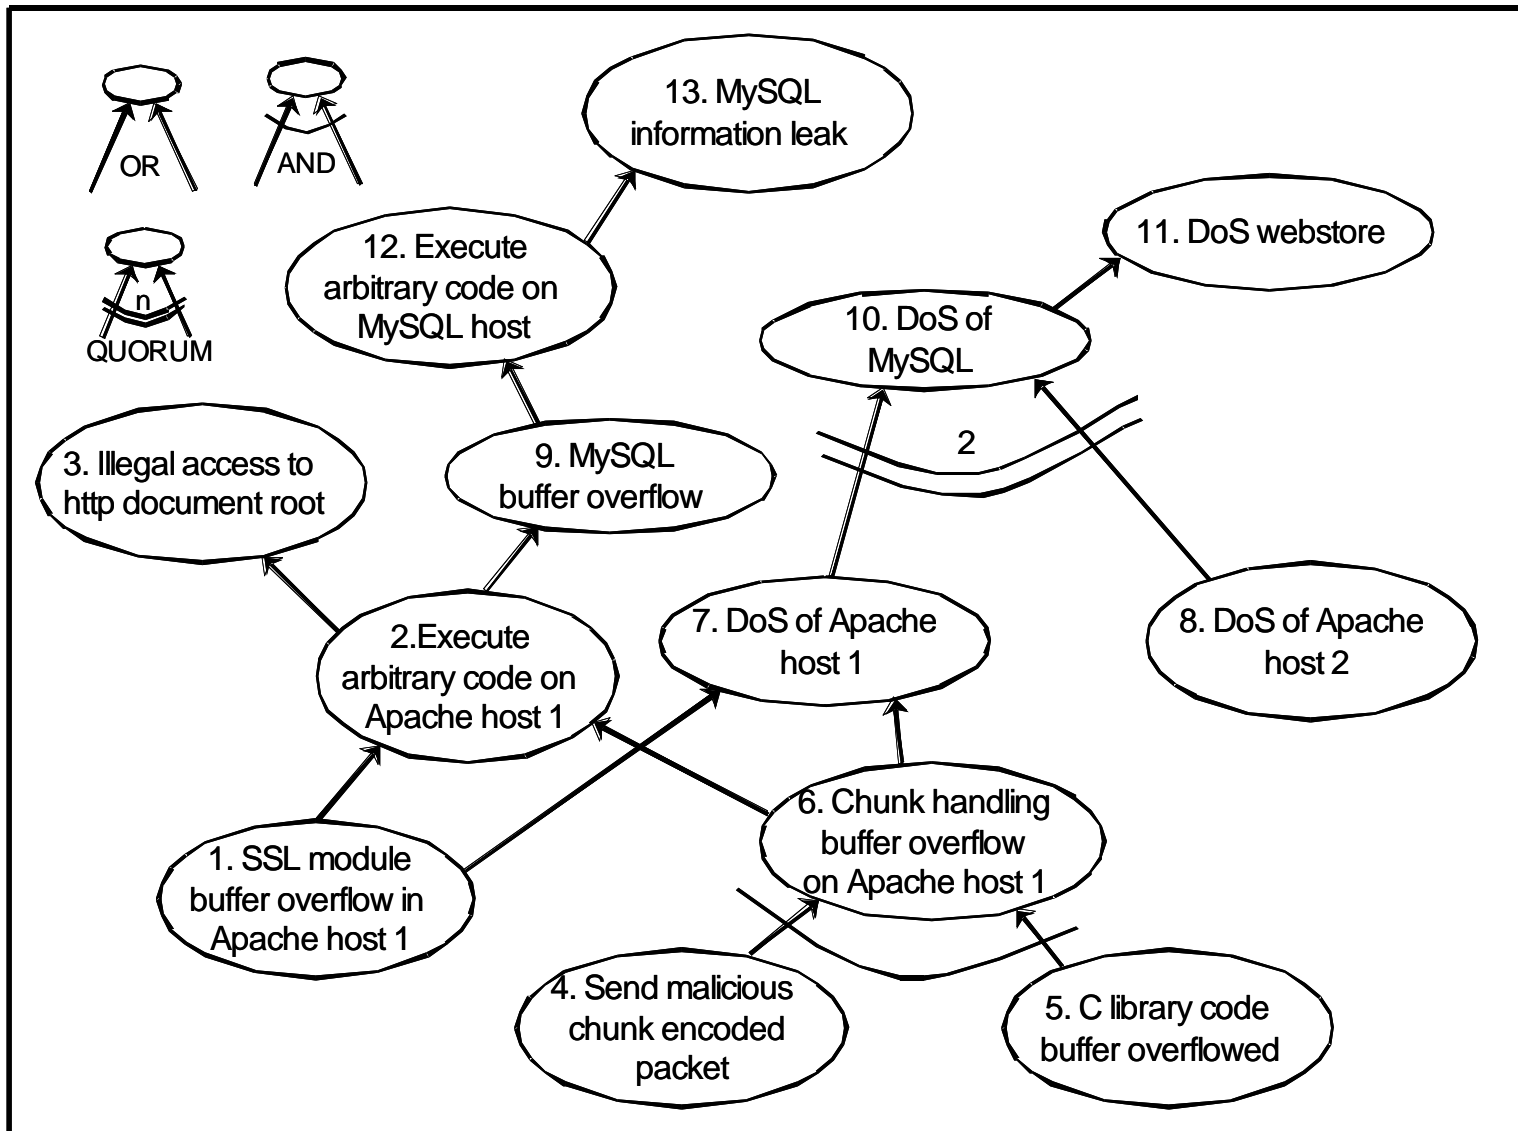 OR
AND
n
QUORUM
13. MySQL
information leak
12. Execute
arbitrary code on
MySQL host
11. DoS webstore
10. DoS of
MySQL
2
3. Illegal access to
http document root
9. MySQL
buffer overflow
2.Execute
arbitrary code on
Apache host 1
7. DoS of Apache
host 1
8. DoS of Apache
host 2
1. SSL module
buffer overflow in
Apache host 1
6. Chunk handling
buffer overflow
on Apache host 1
4. Send malicious
chunk encoded
packet
5. C library code
buffer overflowed